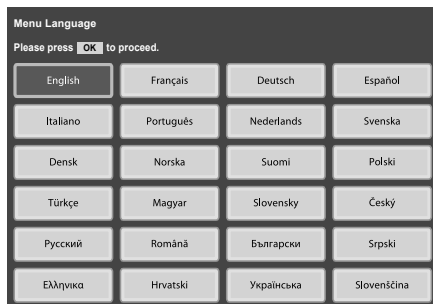 Menu Language
Please press OK to proceed.
English Français Deutsch Español
Italiano Português Nederlands Svenska
Densk Norska Suomi Polski
Türkçe Magyar Slovensky Český
Русский Română Български Srpski
Ελληνικα Hrvatski Українська Slovenščina